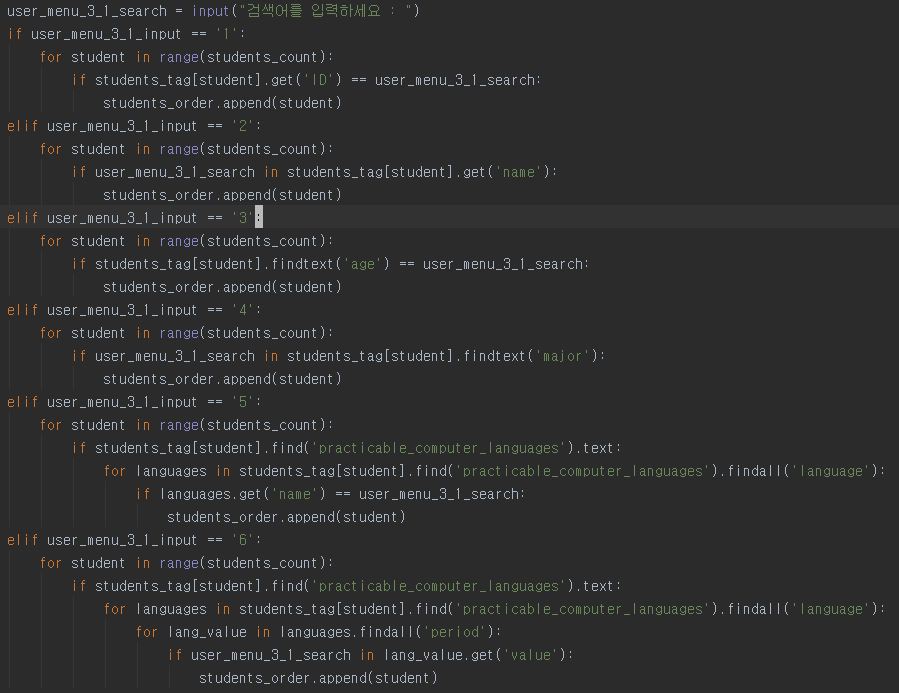 user_menu_3_1_search = input("검색어를 입력하세요 : ")
if user_menu_3_1_input == '1':
    for student in range(students_count):
        if students_tag[student].get('ID') == user_menu_3_1_search:
            students_order.append(student)
elif user_menu_3_1_input == '2':
    for student in range(students_count):
        if user_menu_3_1_search in students_tag[student].get('name'):
            students_order.append(student)
elif user_menu_3_1_input == '3':
    for student in range(students_count):
        if students_tag[student].findtext('age') == user_menu_3_1_search:
            students_order.append(student)
elif user_menu_3_1_input == '4':
    for student in range(students_count):
        if user_menu_3_1_search in students_tag[student].findtext('major'):
            students_order.append(student)
elif user_menu_3_1_input == '5':
    for student in range(students_count):
        if students_tag[student].find('practicable_computer_languages').text:
            for languages in students_tag[student].find('practicable_computer_languages').findall('language'):
                if languages.get('name') == user_menu_3_1_search:
                    students_order.append(student)
elif user_menu_3_1_input == '6':
    for student in range(students_count):
        if students_tag[student].find('practicable_computer_languages').text:
            for languages in students_tag[student].find('practicable_computer_languages').findall('language'):
                for lang_value in languages.findall('period'):
                    if user_menu_3_1_search in lang_value.get('value'):
                        students_order.append(student)